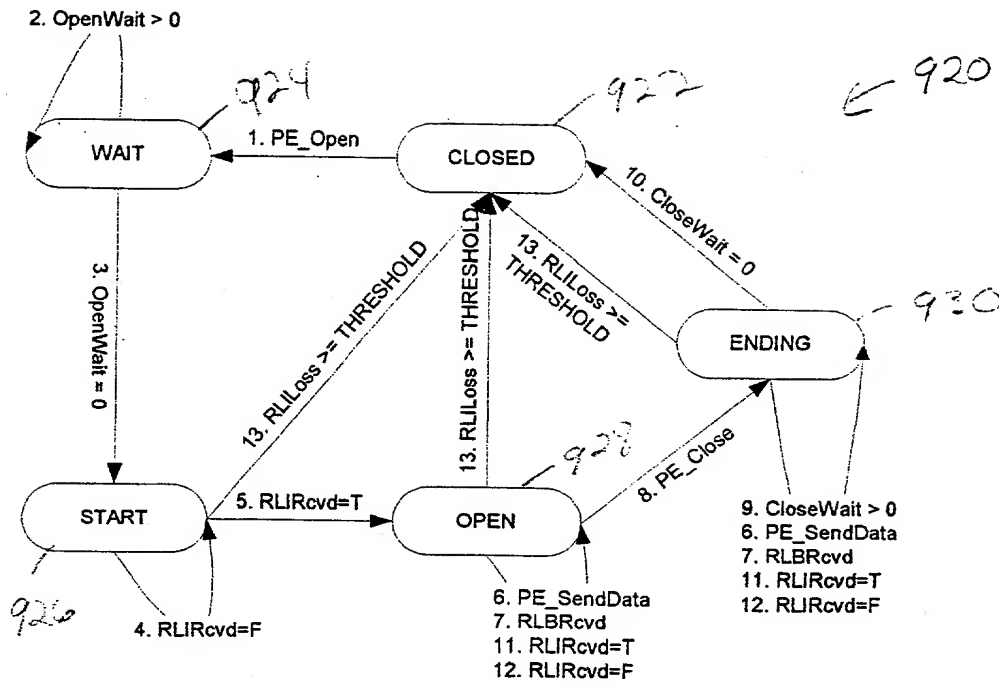 2. OpenWait > 0
924
922
920
WAIT
1. PE_Open
CLOSED
10. CloseWait = 0
3. OpenWait = 0
13. RLILoss >= THRESHOLD
13. RLILoss >= THRESHOLD
13. RLILoss >=
THRESHOLD
930
ENDING
928
8. PE_Close
START
5. RLIRcvd=T
OPEN
926
4. RLIRcvd=F
6. PE_SendData
7. RLBRcvd
11. RLIRcvd=T
12. RLIRcvd=F
9. CloseWait > 0
6. PE_SendData
7. RLBRcvd
11. RLIRcvd=T
12. RLIRcvd=F